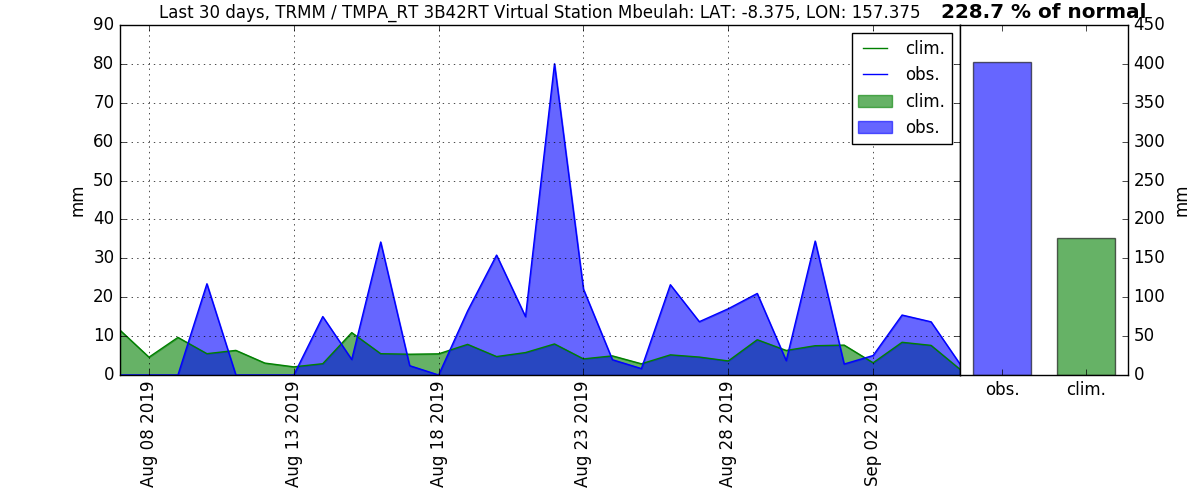 Last 30 days, TRMM / TMPA_RT 3B42RT Virtual Station Mbeulah: LAT: -8.375, LON: 157.375
228.7 % of normal
90
80
70
60
50
40
30
20
10
0
mm
clim.
obs.
clim.
obs.
450
400
350
300
250
200
150
100
50
0
mm
Aug 08 2019
Aug 13 2019
Aug 18 2019
Aug 23 2019
Aug 28 2019
Sep 02 2019
obs.
clim.